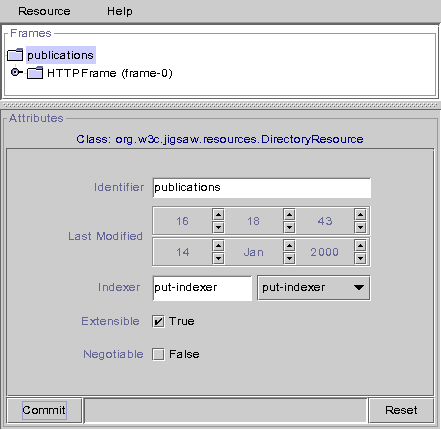 Resource Help
Frames
publications
HTTPFrame (frame-0)
Attributes
Class: org.w3c.jigsaw.resources.DirectoryResource
Identifier publications
16 18 43
Last Modified
14 Jan 2000
Indexer put-indexer put-indexer
Extensible True
Negotiable False
Commit Reset